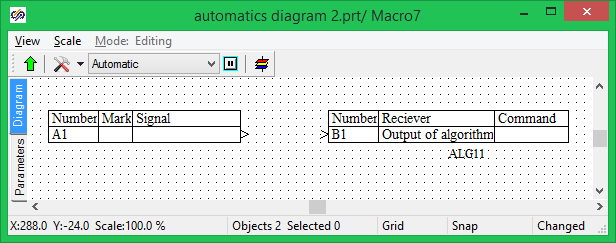 automatics diagram 2.prt/ Macro7
View Scale Mode: Editing
Automatic
Diagram
Parameters
Number Mark Signal
A1
Number Reciever Command
B1 Output of algorithm
ALG11
X:288.0 Y:-24.0 Scale:100.0 % Objects 2 Selected 0 Grid Snap Changed